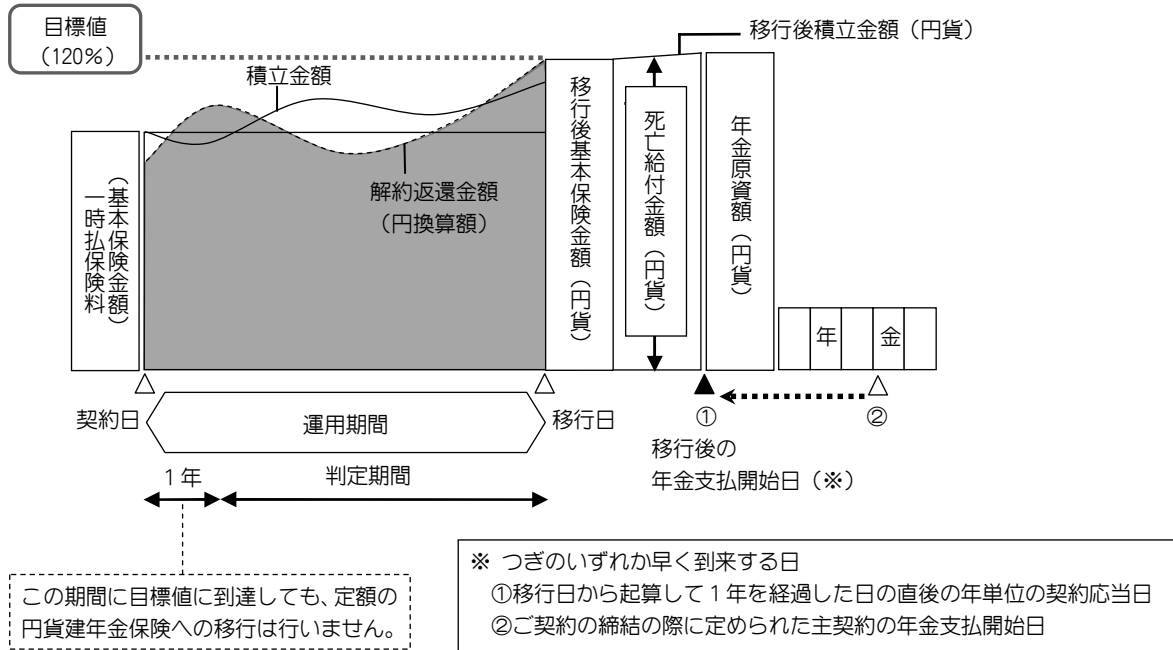 目標値
(120%)
移行後積立金額(円貨)
積立金額
解約返還金額
(円換算額)
一時払保険料
(基本保険金額)
移行後基本保険金額(円貨)
死亡給付金額(円貨)
年金原資額(円貨)
年 金
契約日
運用期間
移行日
①
②
移行後の
年金支払開始日(※)
1年
判定期間
この期間に目標値に到達しても、定額の
円貨建年金保険への移行は行いません。
※ つぎのいずれか早く到来する日
①移行日から起算して1年を経過した日の直後の年単位の契約応当日
②ご契約の締結の際に定められた主契約の年金支払開始日